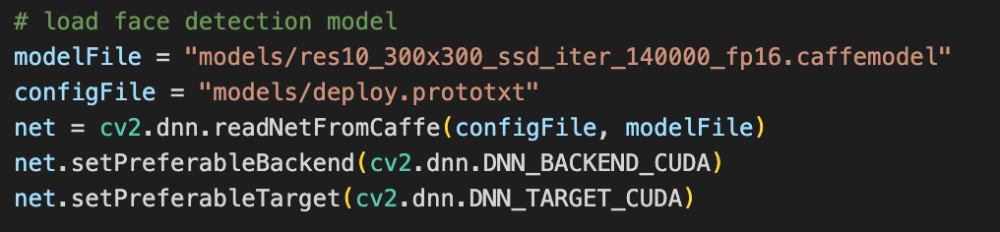 # load face detection model
modelFile = "models/res10_300x300_ssd_iter_140000_fp16.caffemodel"
configFile = "models/deploy.prototxt"
net = cv2.dnn.readNetFromCaffe(configFile, modelFile)
net.setPreferableBackend(cv2.dnn.DNN_BACKEND_CUDA)
net.setPreferableTarget(cv2.dnn.DNN_TARGET_CUDA)